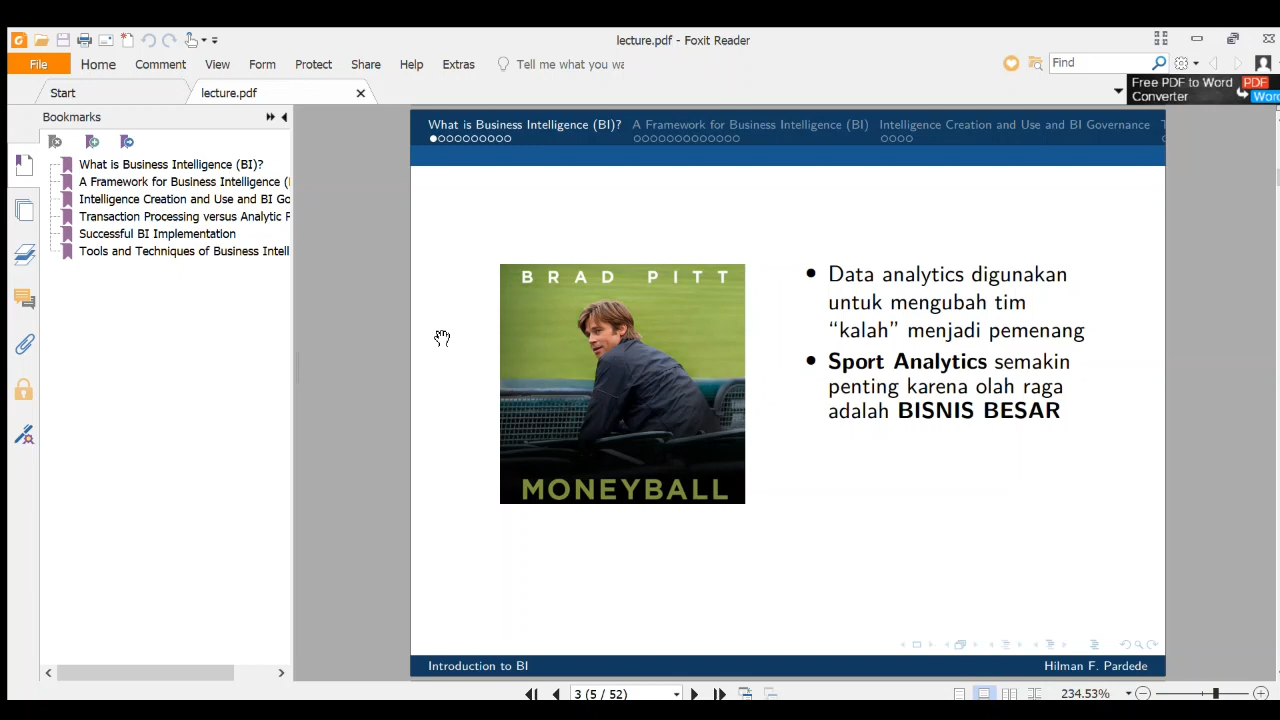 lecture.pdf - Foxit Reader
File Home Comment View Form Protect Share Help Extras Tell me what you wa Find
Start lecture.pdf
Free PDF to Word PDF
Converter Word
Bookmarks
What is Business Intelligence (BI)?
A Framework for Business Intelligence (
Intelligence Creation and Use and BI Go
Transaction Processing versus Analytic P
Successful BI Implementation
Tools and Techniques of Business Intell
What is Business Intelligence (BI)? A Framework for Business Intelligence (BI) Intelligence Creation and Use and BI Governance
BRAD PITT
MONEYBALL
• Data analytics digunakan
untuk mengubah tim
“kalah” menjadi pemenang
• Sport Analytics semakin
penting karena olah raga
adalah BISNIS BESAR
Introduction to BI Hilman F. Pardede
3 (5 / 52) 234.53%